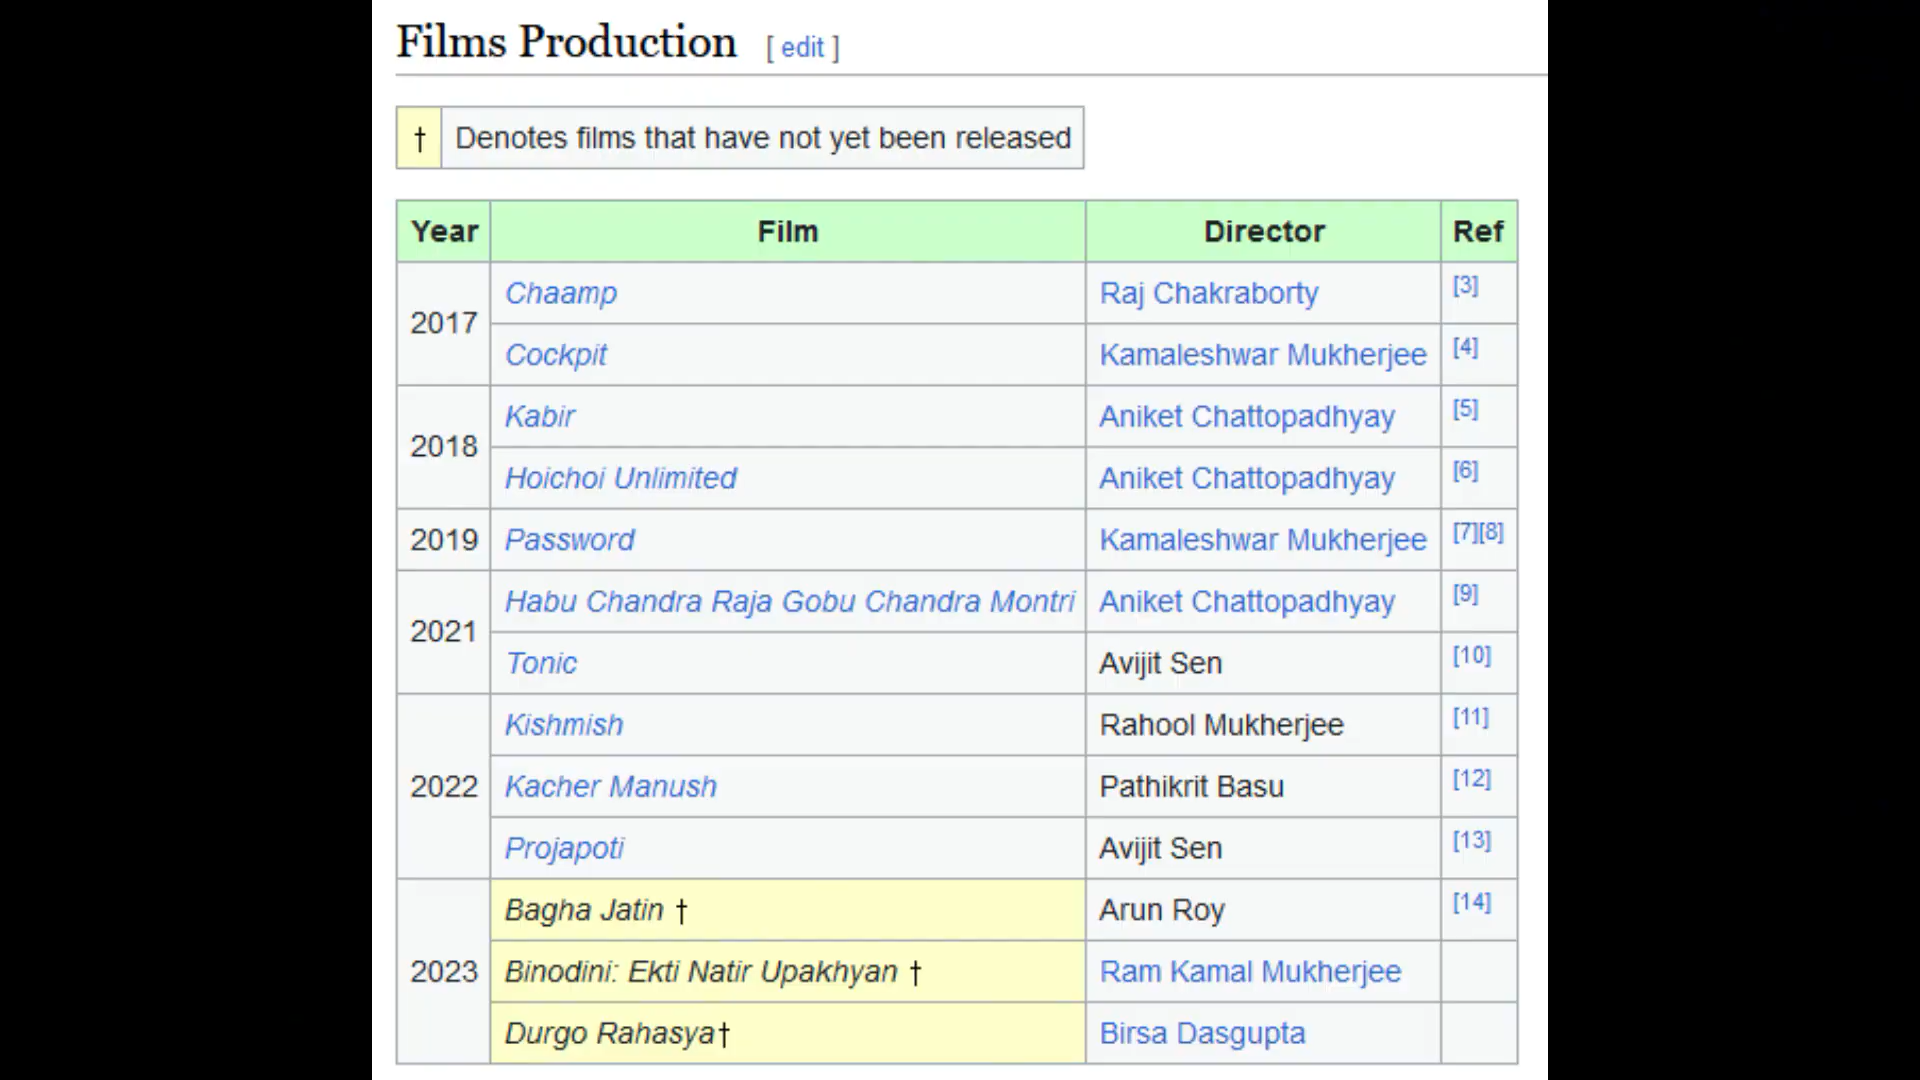 Films Production [ edit ]
† Denotes films that have not yet been released
Year Film Director Ref
2017 Chaamp Raj Chakraborty [3]
Cockpit Kamaleshwar Mukherjee [4]
2018 Kabir Aniket Chattopadhyay [5]
Hoichoi Unlimited Aniket Chattopadhyay [6]
2019 Password Kamaleshwar Mukherjee [7][8]
2021 Habu Chandra Raja Gobu Chandra Montri Aniket Chattopadhyay [9]
Tonic Avijit Sen [10]
2022 Kishmish Rahool Mukherjee [11]
Kacher Manush Pathikrit Basu [12]
Projapoti Avijit Sen [13]
2023 Bagha Jatin † Arun Roy [14]
Binodini: Ekti Natir Upakhyan † Ram Kamal Mukherjee
Durgo Rahasya† Birsa Dasgupta